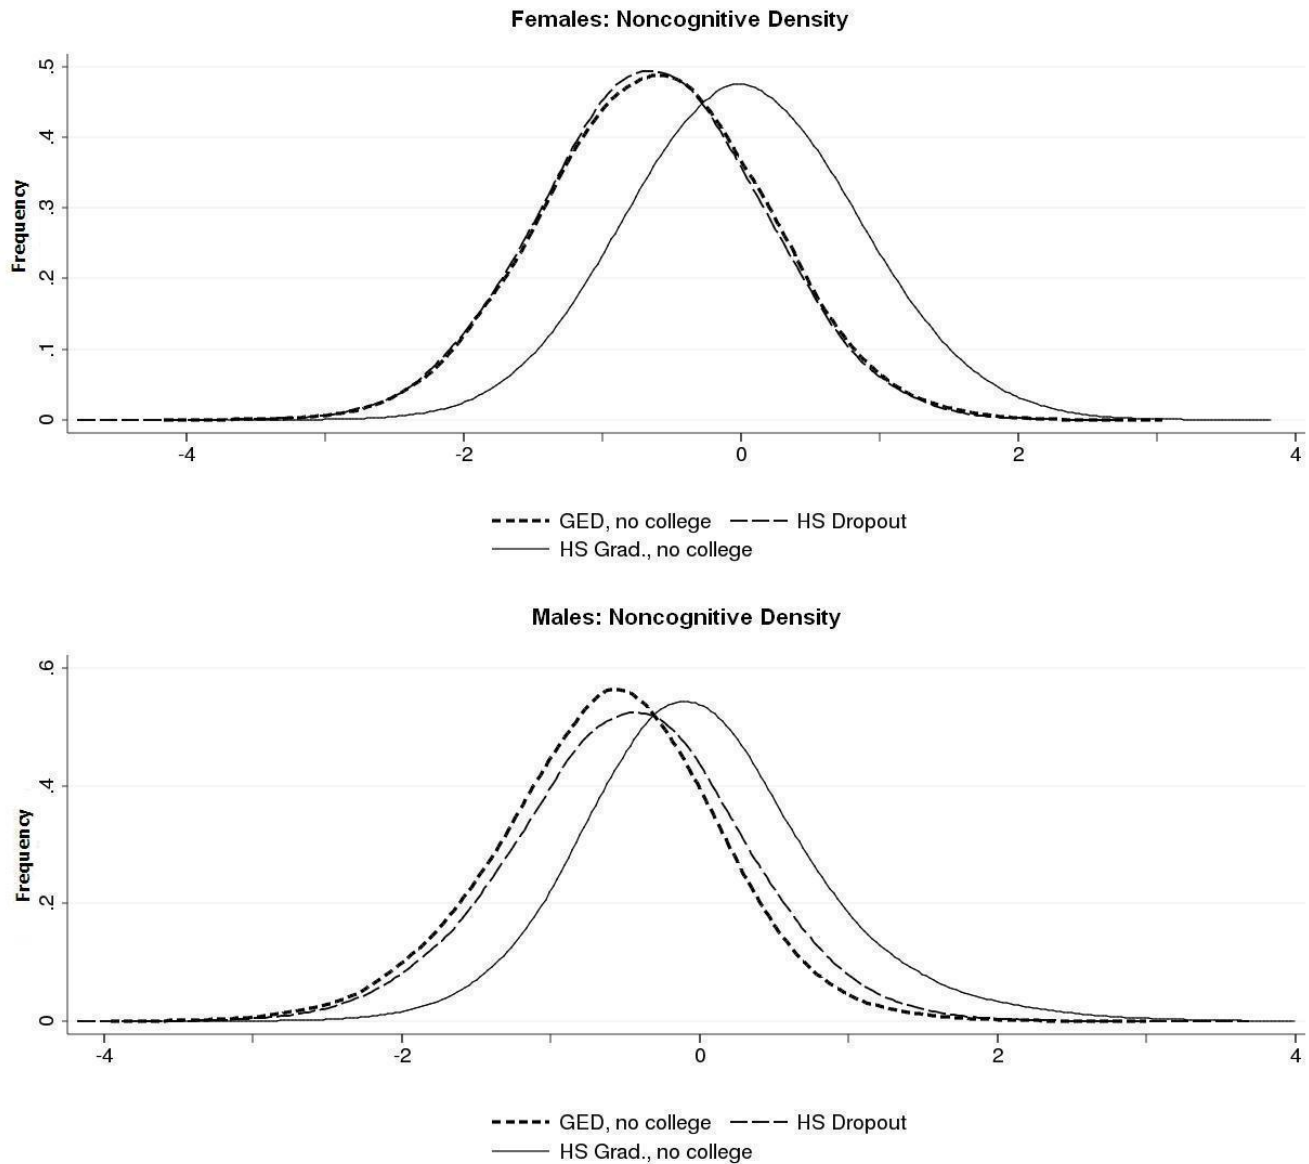 Females: Noncognitive Density
Frequency
.5
.4
.3
.2
.1
0
-4 -2 0 2 4
GED, no college HS Dropout
HS Grad., no college
Males: Noncognitive Density
Frequency
.6
.4
.2
0
-4 -2 0 2 4
GED, no college HS Dropout
HS Grad., no college